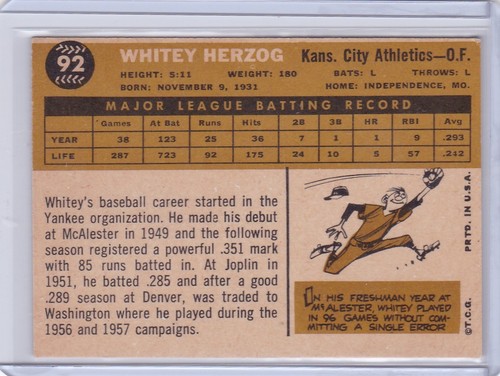 92
WHITEY HERZOG Kans. City Athletics—O.F.
HEIGHT: 5:11 WEIGHT: 180 BATS: L THROWS: L
BORN: NOVEMBER 9, 1931 HOME: INDEPENDENCE, MO.
MAJOR LEAGUE BATTING RECORD
Games At Bat Runs Hits 2B 3B HR RBI Avg
YEAR 38 123 25 36 7 1 1 9 .293
LIFE 287 723 92 175 24 10 5 57 .242
Whitey's baseball career started in the
Yankee organization. He made his debut
at McAlester in 1949 and the following
season registered a powerful .351 mark
with 85 runs batted in. At Joplin in
1951, he batted .285 and after a good
.289 season at Denver, was traded to
Washington where he played during the
1956 and 1957 campaigns.
IN HIS FRESHMAN YEAR AT
McALESTER, WHITEY PLAYED
IN 96 GAMES WITHOUT COM-
MITTING A SINGLE ERROR
©T.C.G. PRTD. IN U.S.A.